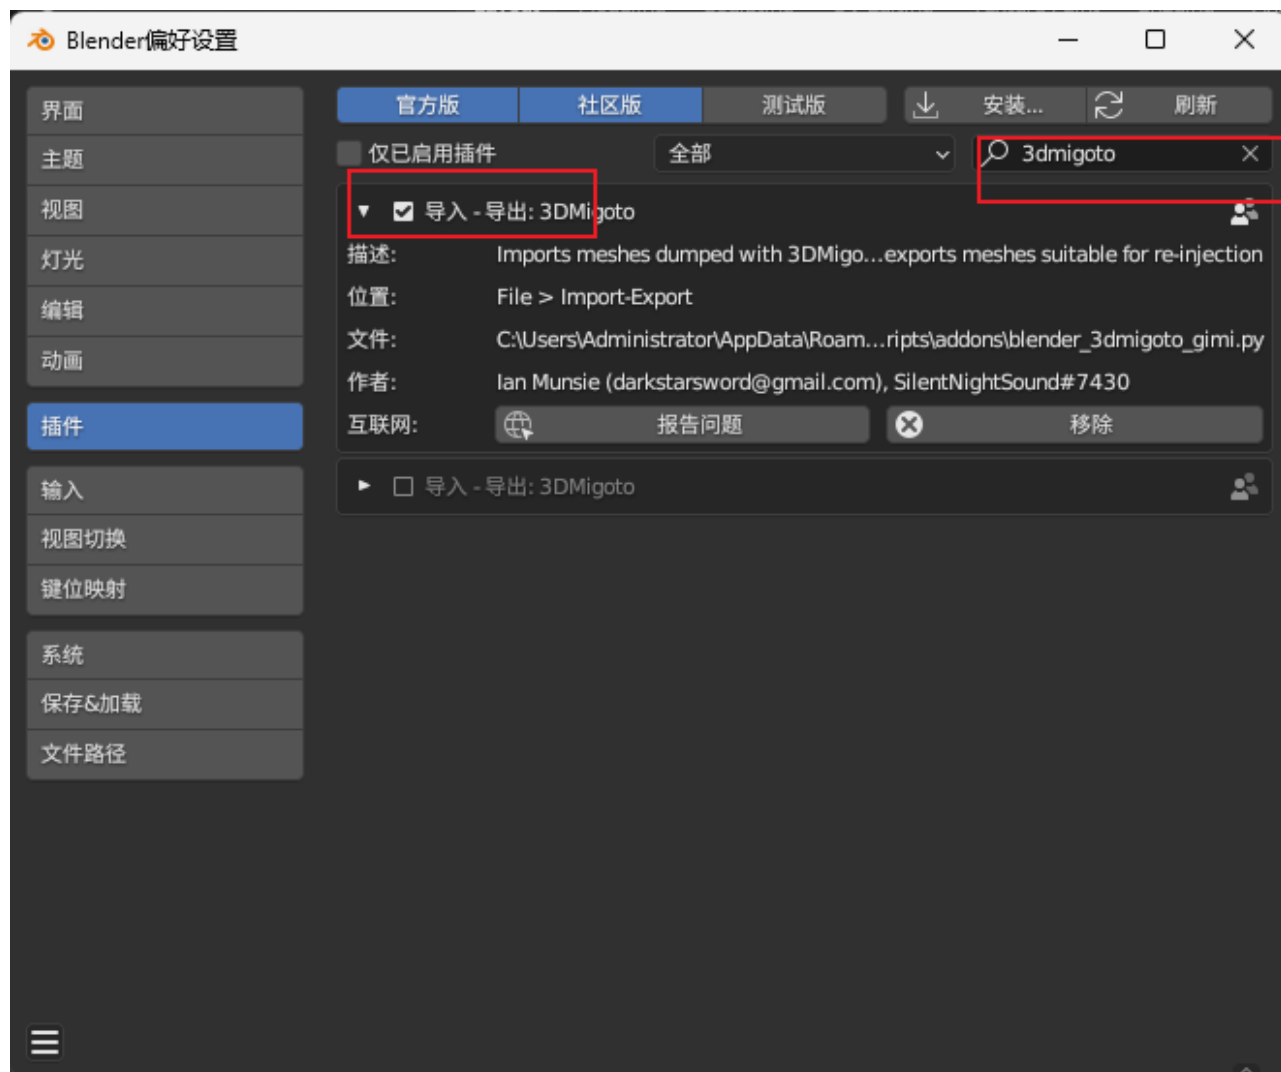 Blender偏好设置
界面
主题
视图
灯光
编辑
动画
插件
输入
视图切换
键位映射
系统
保存&加载
文件路径
官方版 社区版 测试版 安装... 刷新
仅已启用插件 全部 3dmigoto
导入 - 导出: 3DMigoto
描述: Imports meshes dumped with 3DMigo...exports meshes suitable for re-injection
位置: File > Import-Export
文件: C:\Users\Administrator\AppData\Roam...ripts\addons\blender_3dmigoto_gimi.py
作者: Ian Munsie (darkstarsword@gmail.com), SilentNightSound#7430
互联网: 报告问题 移除
导入 - 导出: 3DMigoto